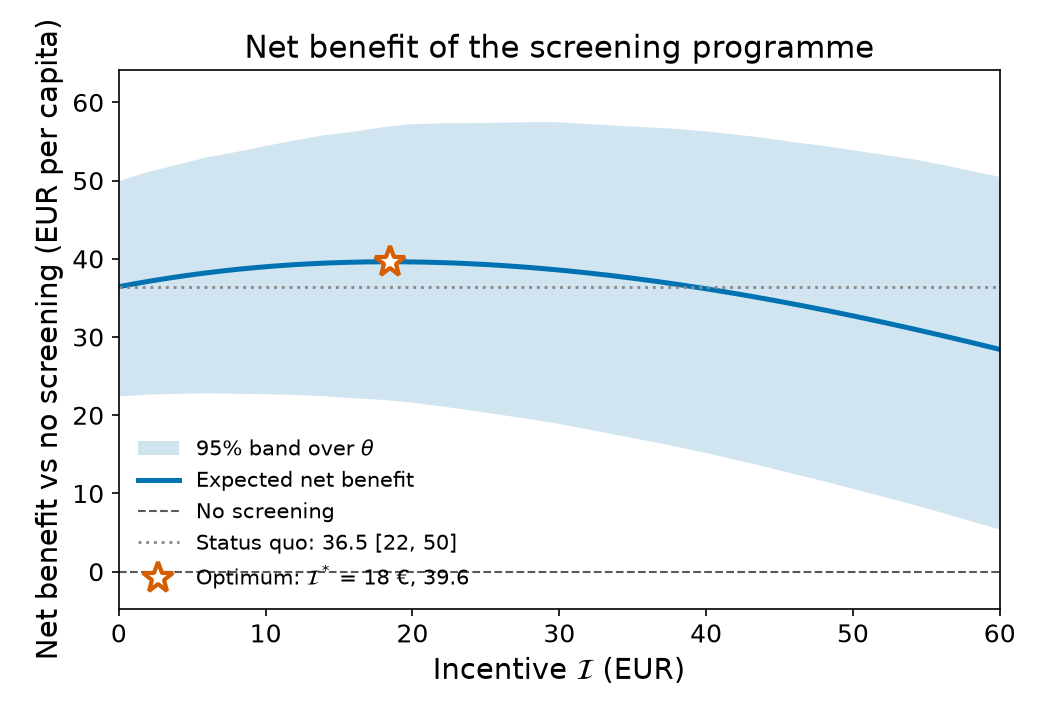 Net benefit of the screening programme
Net benefit vs no screening (EUR per capita)
60
50
40
30
20
10
0
95% band over θ
Expected net benefit
No screening
Status quo: 36.5 [22, 50]
Optimum: ℐ* = 18 €, 39.6
0 10 20 30 40 50 60
Incentive ℐ (EUR)